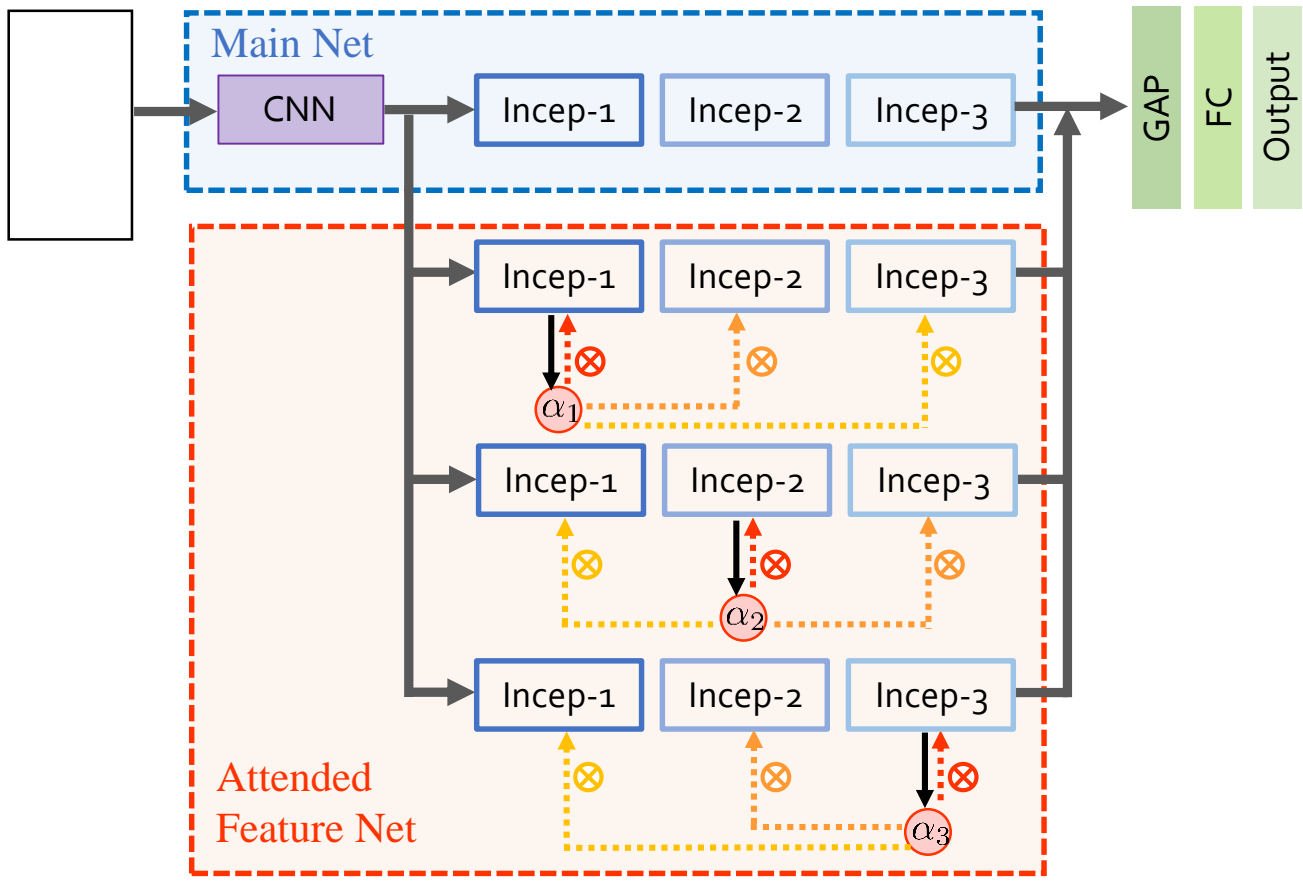 Main Net
CNN
Incep-1
Incep-2
Incep-3
GAP
FC
Output
Incep-1
Incep-2
Incep-3
⊗
⊗
⊗
α1
Incep-1
Incep-2
Incep-3
⊗
⊗
⊗
α2
Incep-1
Incep-2
Incep-3
⊗
⊗
⊗
α3
Attended
Feature Net